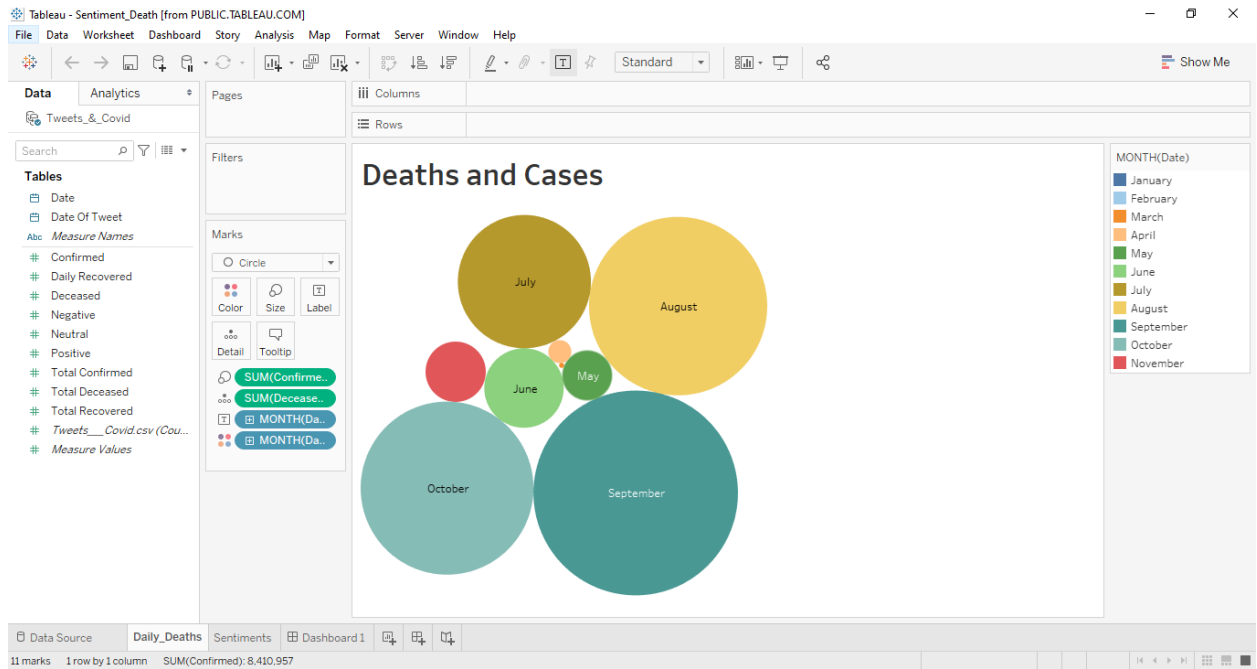 Tableau - Sentiment_Death [from PUBLIC.TABLEAU.COM]
File Data Worksheet Dashboard Story Analysis Map Format Server Window Help
Standard
Show Me
Data Analytics
Tweets_&_Covid
Search
Tables
Date
Date Of Tweet
Abc Measure Names
Confirmed
Daily Recovered
Deceased
Negative
Neutral
Positive
Total Confirmed
Total Deceased
Total Recovered
Tweets___Covid.csv (Cou...
Measure Values
Pages
Filters
Marks
Circle
Color Size Label
Detail Tooltip
SUM(Confirme..
SUM(Decease..
MONTH(Da..
MONTH(Da..
Columns
Rows
Deaths and Cases
July
August
May
June
October
September
MONTH(Date)
January
February
March
April
May
June
July
August
September
October
November
Data Source Daily_Deaths Sentiments Dashboard 1
11 marks 1 row by 1 column SUM(Confirmed): 8,410,957